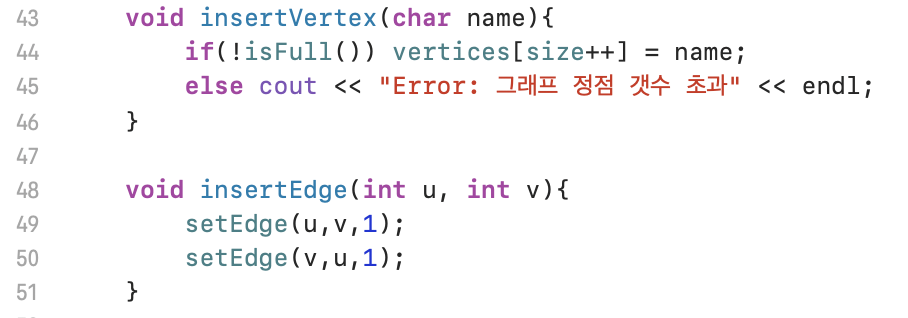 43 void insertVertex(char name){
44 if(!isFull()) vertices[size++] = name;
45 else cout << "Error: 그래프 정점 갯수 초과" << endl;
46 }
47
48 void insertEdge(int u, int v){
49 setEdge(u,v,1);
50 setEdge(v,u,1);
51 }